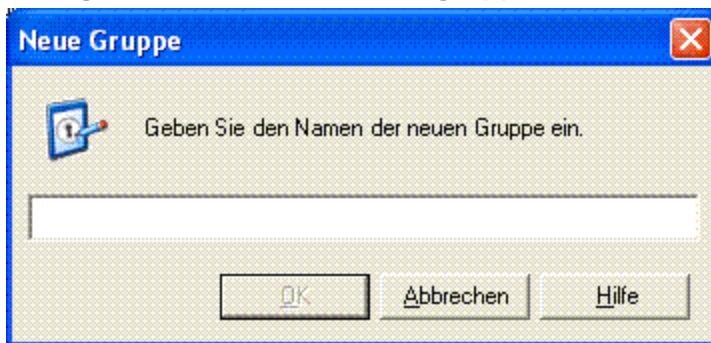 Neue Gruppe
Geben Sie den Namen der neuen Gruppe ein.
OK Abbrechen Hilfe